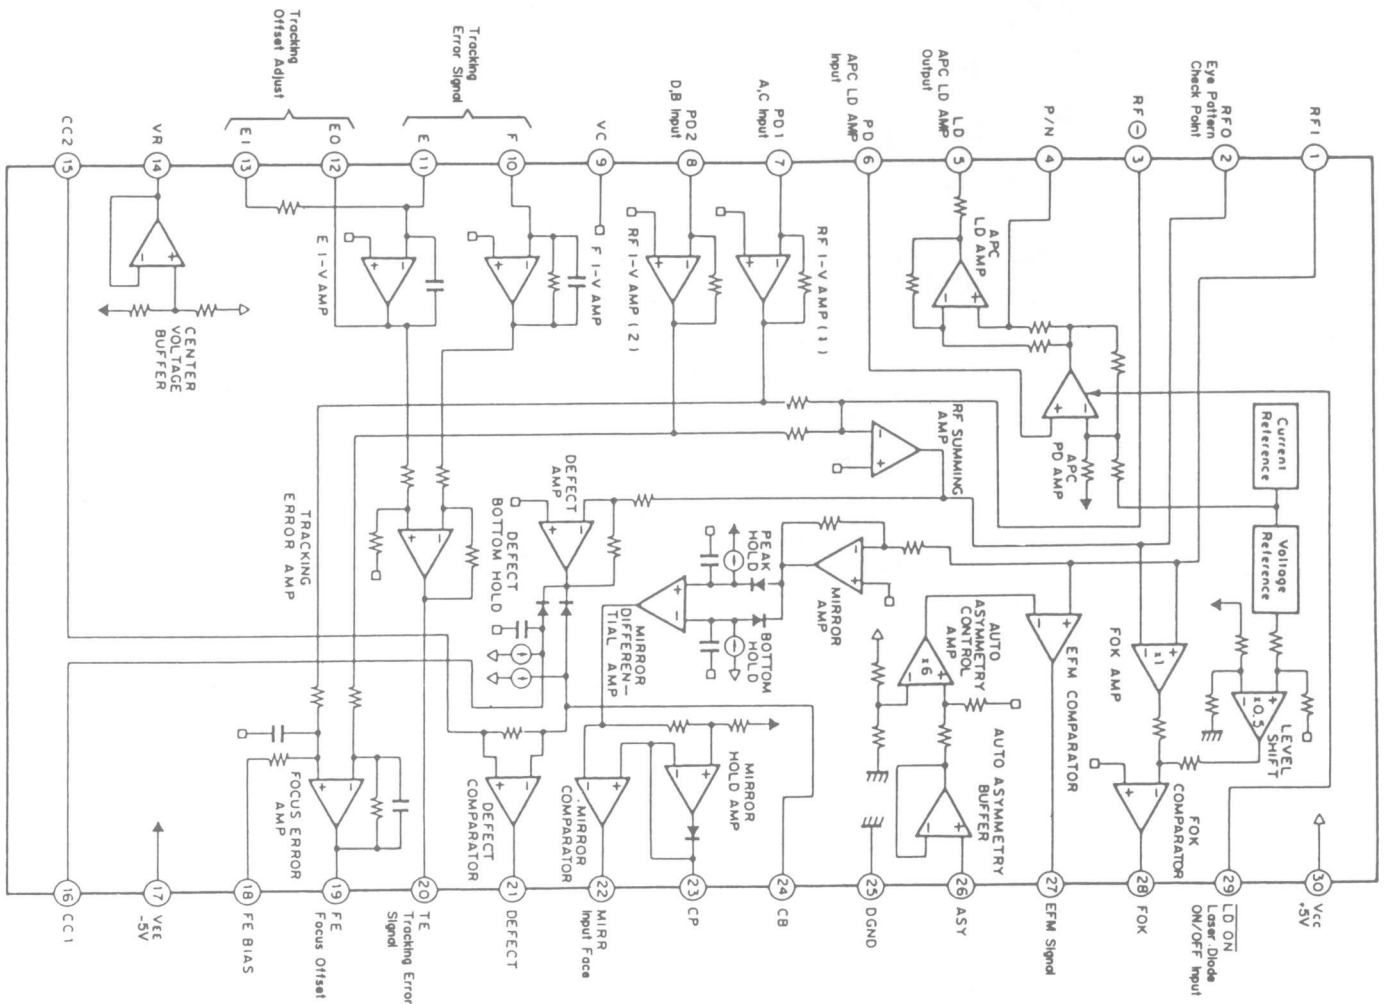 RF I
RFO
Eye Pattern
Check Point
RF ⊖
P/N
LD
APC LD AMP
Output
PD
APC LD AMP
Input
PD1
A,C Input
PD2
D,B Input
VC
F
E
Tracking
Error Signal
EO
EI
Tracking
Offset Adjust
VR
CC2
1
2
3
4
5
6
7
8
9
10
11
12
13
14
15
Current
Reference
Voltage
Reference
LEVEL
SHIFT
×0.5
APC
LD AMP
APC
PD AMP
RF I-V AMP (1)
RF I-V AMP (2)
F I-V AMP
E I-V AMP
CENTER
VOLTAGE
BUFFER
RF SUMMING
AMP
FOK AMP
×1
FOK
COMPARATOR
EFM COMPARATOR
AUTO
ASYMMETRY
CONTROL
AMP
×6
AUTO ASYMMETRY
BUFFER
MIRROR
AMP
PEAK
HOLD
BOTTOM
HOLD
MIRROR
DIFFEREN-
TIAL AMP
MIRROR
HOLD AMP
MIRROR
COMPARATOR
DEFECT
AMP
DEFECT
BOTTOM HOLD
DEFECT
COMPARATOR
TRACKING
ERROR AMP
FOCUS ERROR
AMP
30
29
28
27
26
25
24
23
22
21
20
19
18
17
16
Vcc
+5V
LD ON
Laser Diode
ON/OFF Input
FOK
EFM Signal
ASY
DGND
CB
CP
MIRR
Input Face
DEFECT
TE
Tracking Error
Signal
FE
Focus Offset
FE BIAS
VEE
-5V
CC1